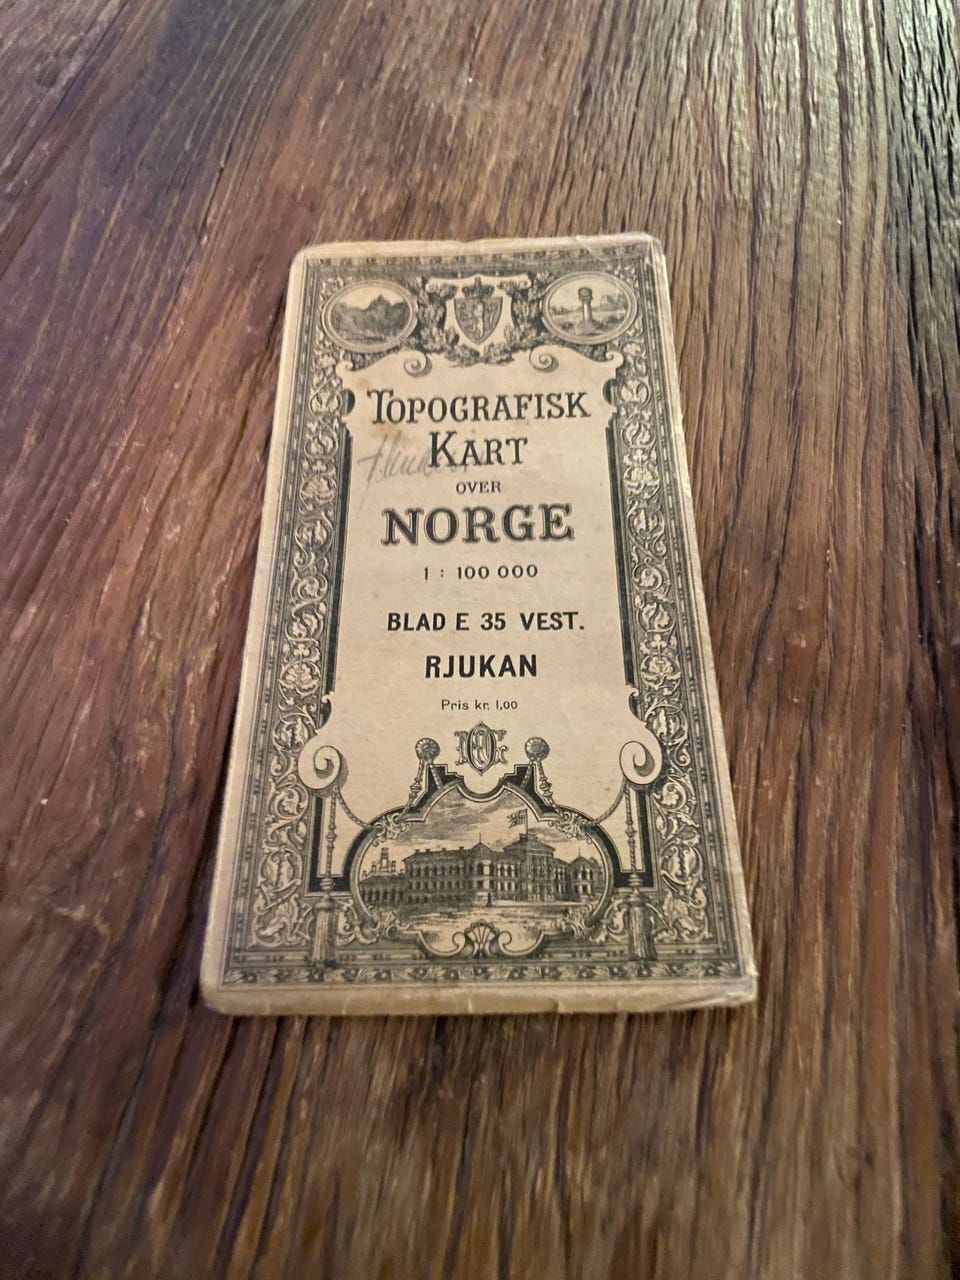 TOPOGRAFISK
KART
OVER
NORGE
1 : 100 000
BLAD E 35 VEST.
RJUKAN
Pris kr. 1,00